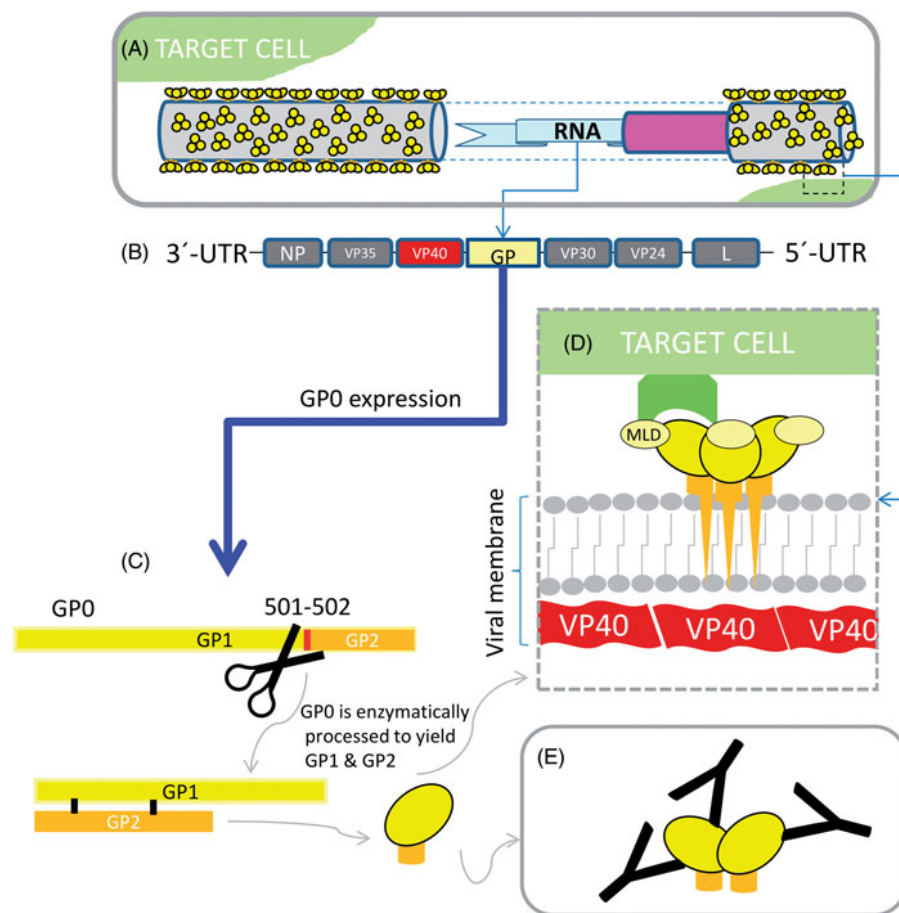 (A) TARGET CELL
RNA
(B) 3´-UTR NP VP35 VP40 GP VP30 VP24 L 5´-UTR
GP0 expression
(D) TARGET CELL
MLD
Viral membrane
VP40 VP40 VP40
(C)
GP0 501-502
GP1 GP2
GP0 is enzymatically
processed to yield
GP1 & GP2
GP1
GP2
(E)